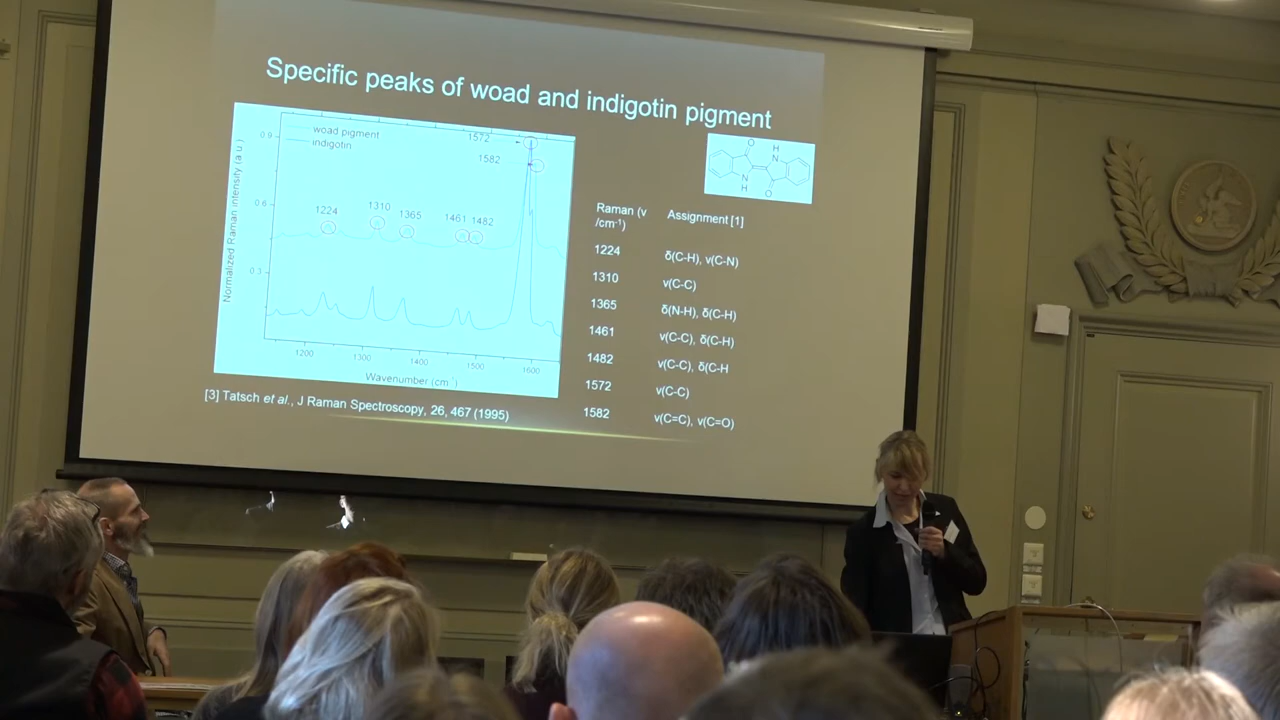 Specific peaks of woad and indigotin pigment
woad pigment
indigotin
1572
1582
0.9
0.6
0.3
Normalized Raman intensity (a u )
1224
1310
1365
1461
1482
1200
1300
1400
1500
1600
Wavenumber (cm⁻¹)
O
H
N
N
H
O
Raman (ν /cm⁻¹)
Assignment [1]
1224 δ(C-H), ν(C-N)
1310 ν(C-C)
1365 δ(N-H), δ(C-H)
1461 ν(C-C), δ(C-H)
1482 ν(C-C), δ(C-H
1572 ν(C-C)
1582 ν(C=C), ν(C=O)
[3] Tatsch et al., J Raman Spectroscopy, 26, 467 (1995)